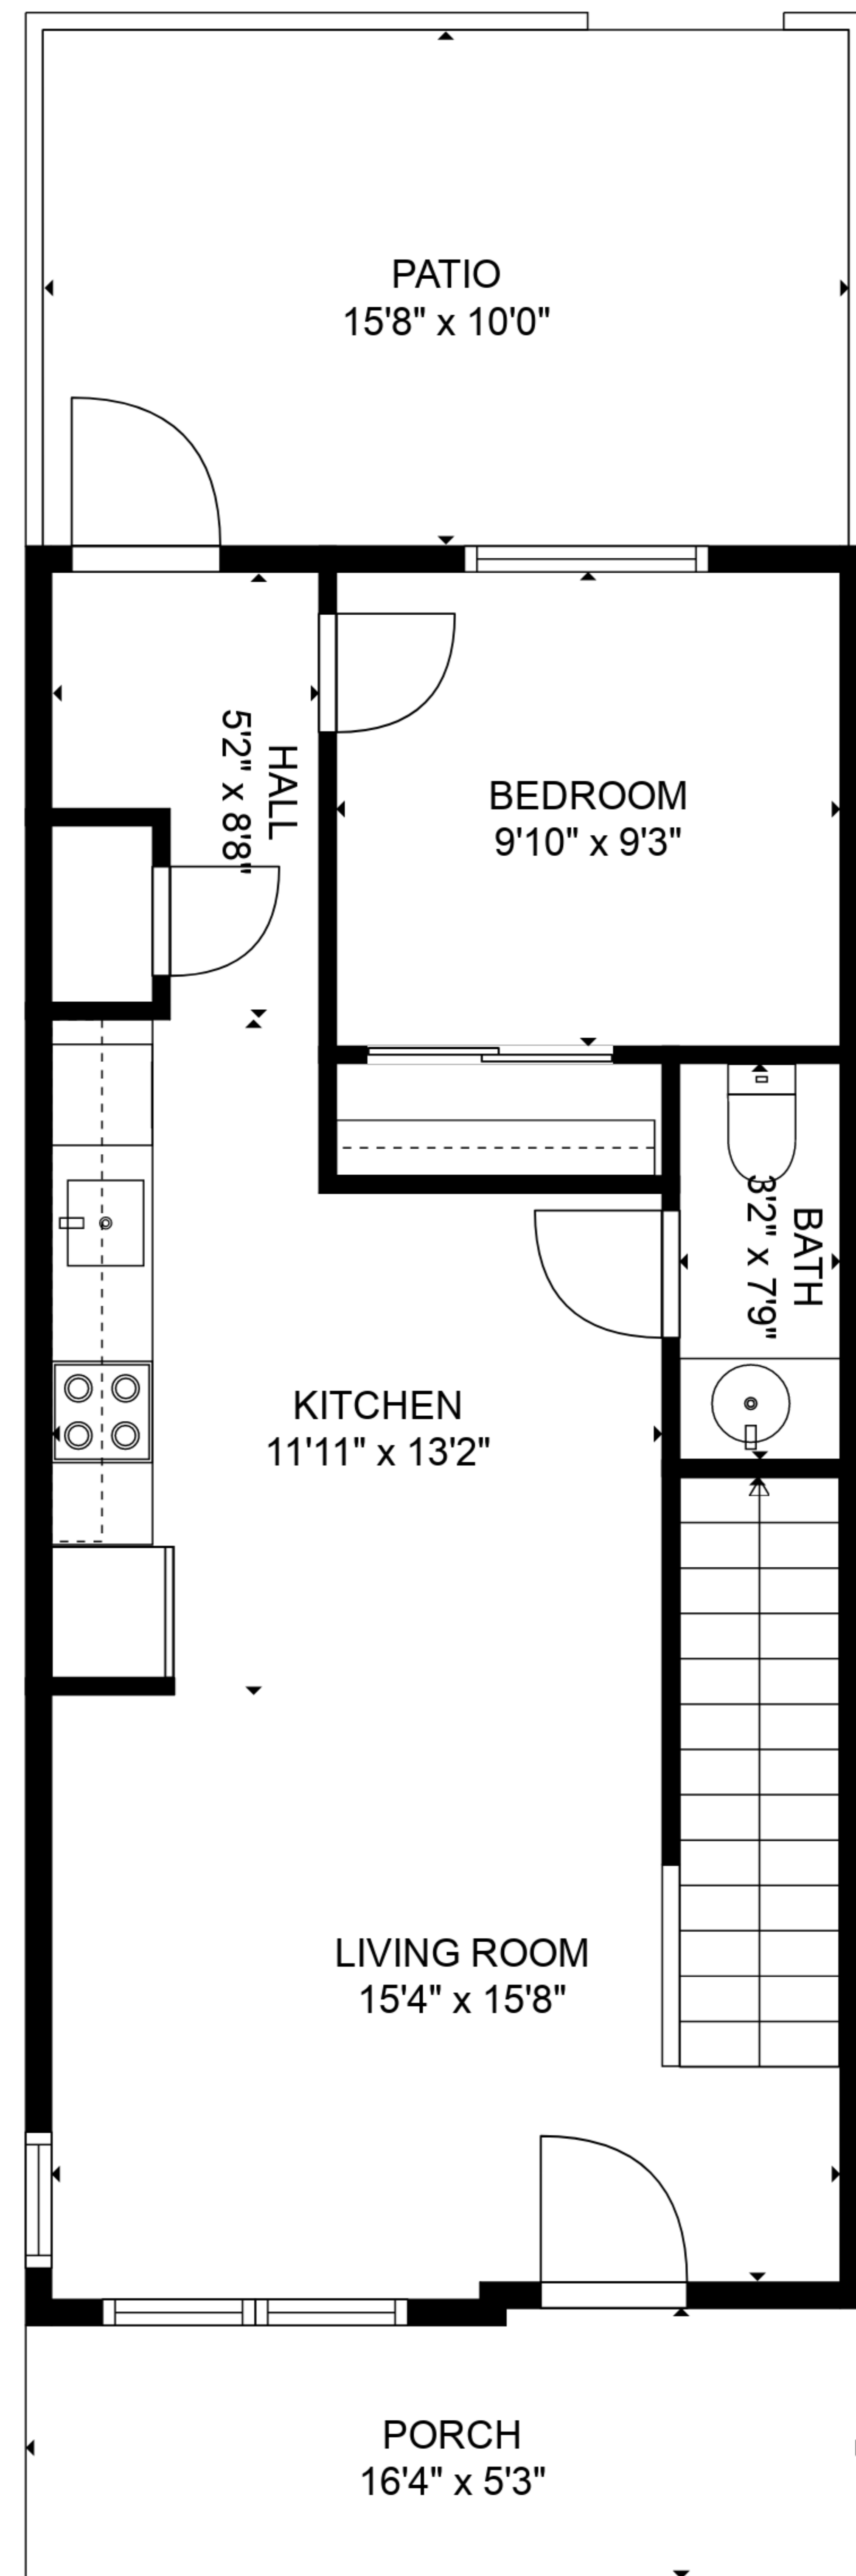 PATIO
15'8" x 10'0"
HALL
5'2" x 8'8"
BEDROOM
9'10" x 9'3"
BATH
3'2" x 7'9"
KITCHEN
11'11" x 13'2"
LIVING ROOM
15'4" x 15'8"
PORCH
16'4" x 5'3"